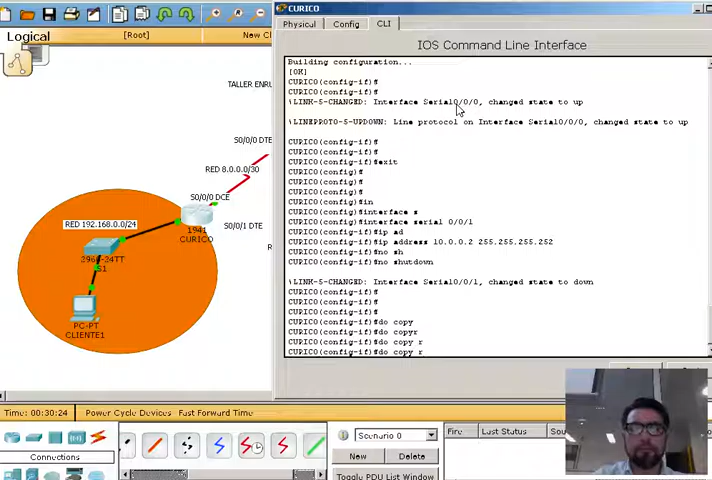 CURICO
Physical
Config
CLI
Logical
[Root]
New Cl
IOS Command Line Interface
Building configuration...
[OK]
CURICO(config-if)#
CURICO(config-if)#
%LINK-5-CHANGED: Interface Serial0/0/0, changed state to up
%LINEPROTO-5-UPDOWN: Line protocol on Interface Serial0/0/0, changed state to up
CURICO(config-if)#
CURICO(config-if)#
CURICO(config-if)#exit
CURICO(config)#
CURICO(config)#
CURICO(config)#
CURICO(config)#in
CURICO(config)#interface s
CURICO(config)#interface serial 0/0/1
CURICO(config-if)#ip ad
CURICO(config-if)#ip address 10.0.0.2 255.255.255.252
CURICO(config-if)#no sh
CURICO(config-if)#no shutdown
%LINK-5-CHANGED: Interface Serial0/0/1, changed state to down
CURICO(config-if)#
CURICO(config-if)#
CURICO(config-if)#
CURICO(config-if)#do copy
CURICO(config-if)#do copyr
CURICO(config-if)#do copy r
CURICO(config-if)#do copy r
TALLER ENRU
S0/0/0 DTE
RED 8.0.0.0/30
S0/0/0 DCE
RED 192.168.0.0/24
S0/0/1 DTE
1941
CURICO
2960-24TT
S1
PC-PT
CLIENTE1
Time: 00:30:24
Power Cycle Devices
Fast Forward Time
Connections
Scenario 0
New
Delete
Toggle PDU List Window
Fire
Last Status
Source